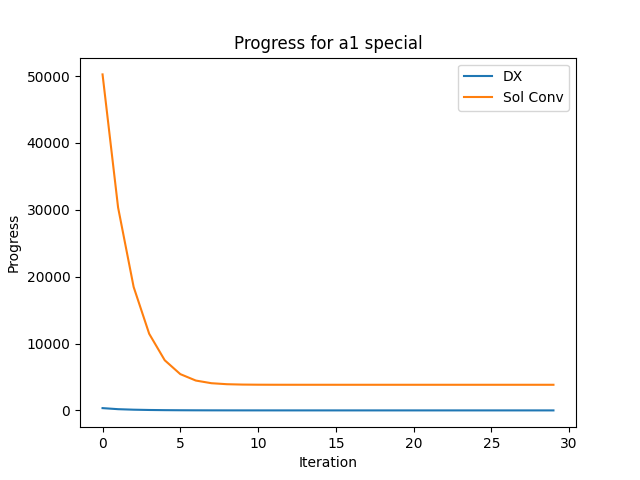 Progress for a1 special
DX
Sol Conv
50000
40000
30000
20000
10000
0
Progress
0 5 10 15 20 25 30
Iteration